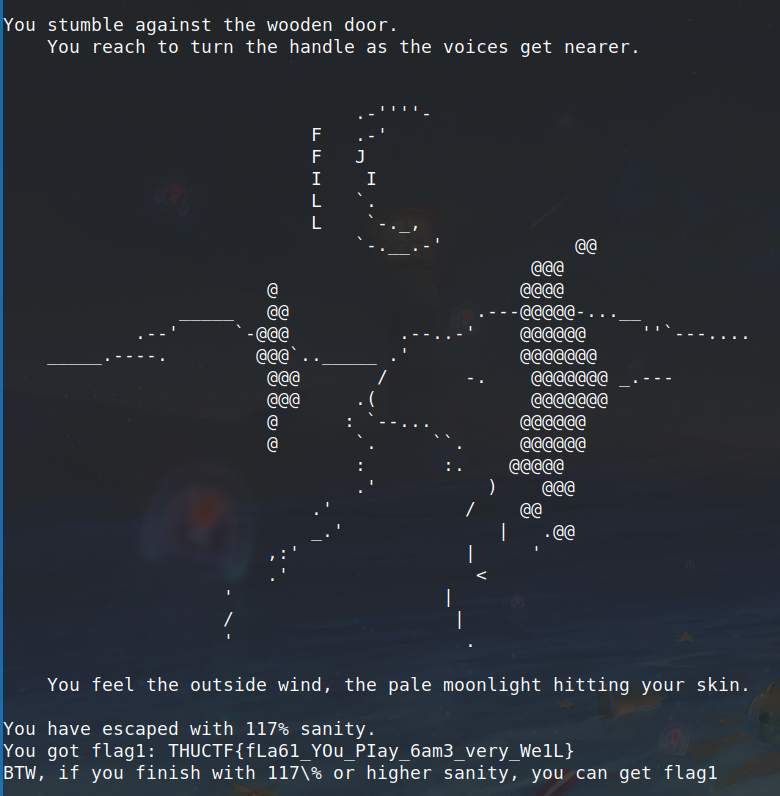 You stumble against the wooden door.
You reach to turn the handle as the voices get nearer.
F
F
I
L
L
You feel the outside wind, the pale moonlight hitting your skin.
You have escaped with 117% sanity.
You got flag1: THUCTF{fLa61_YOu_PIay_6am3_very_We1L}
BTW, if you finish with 117\% or higher sanity, you can get flag1